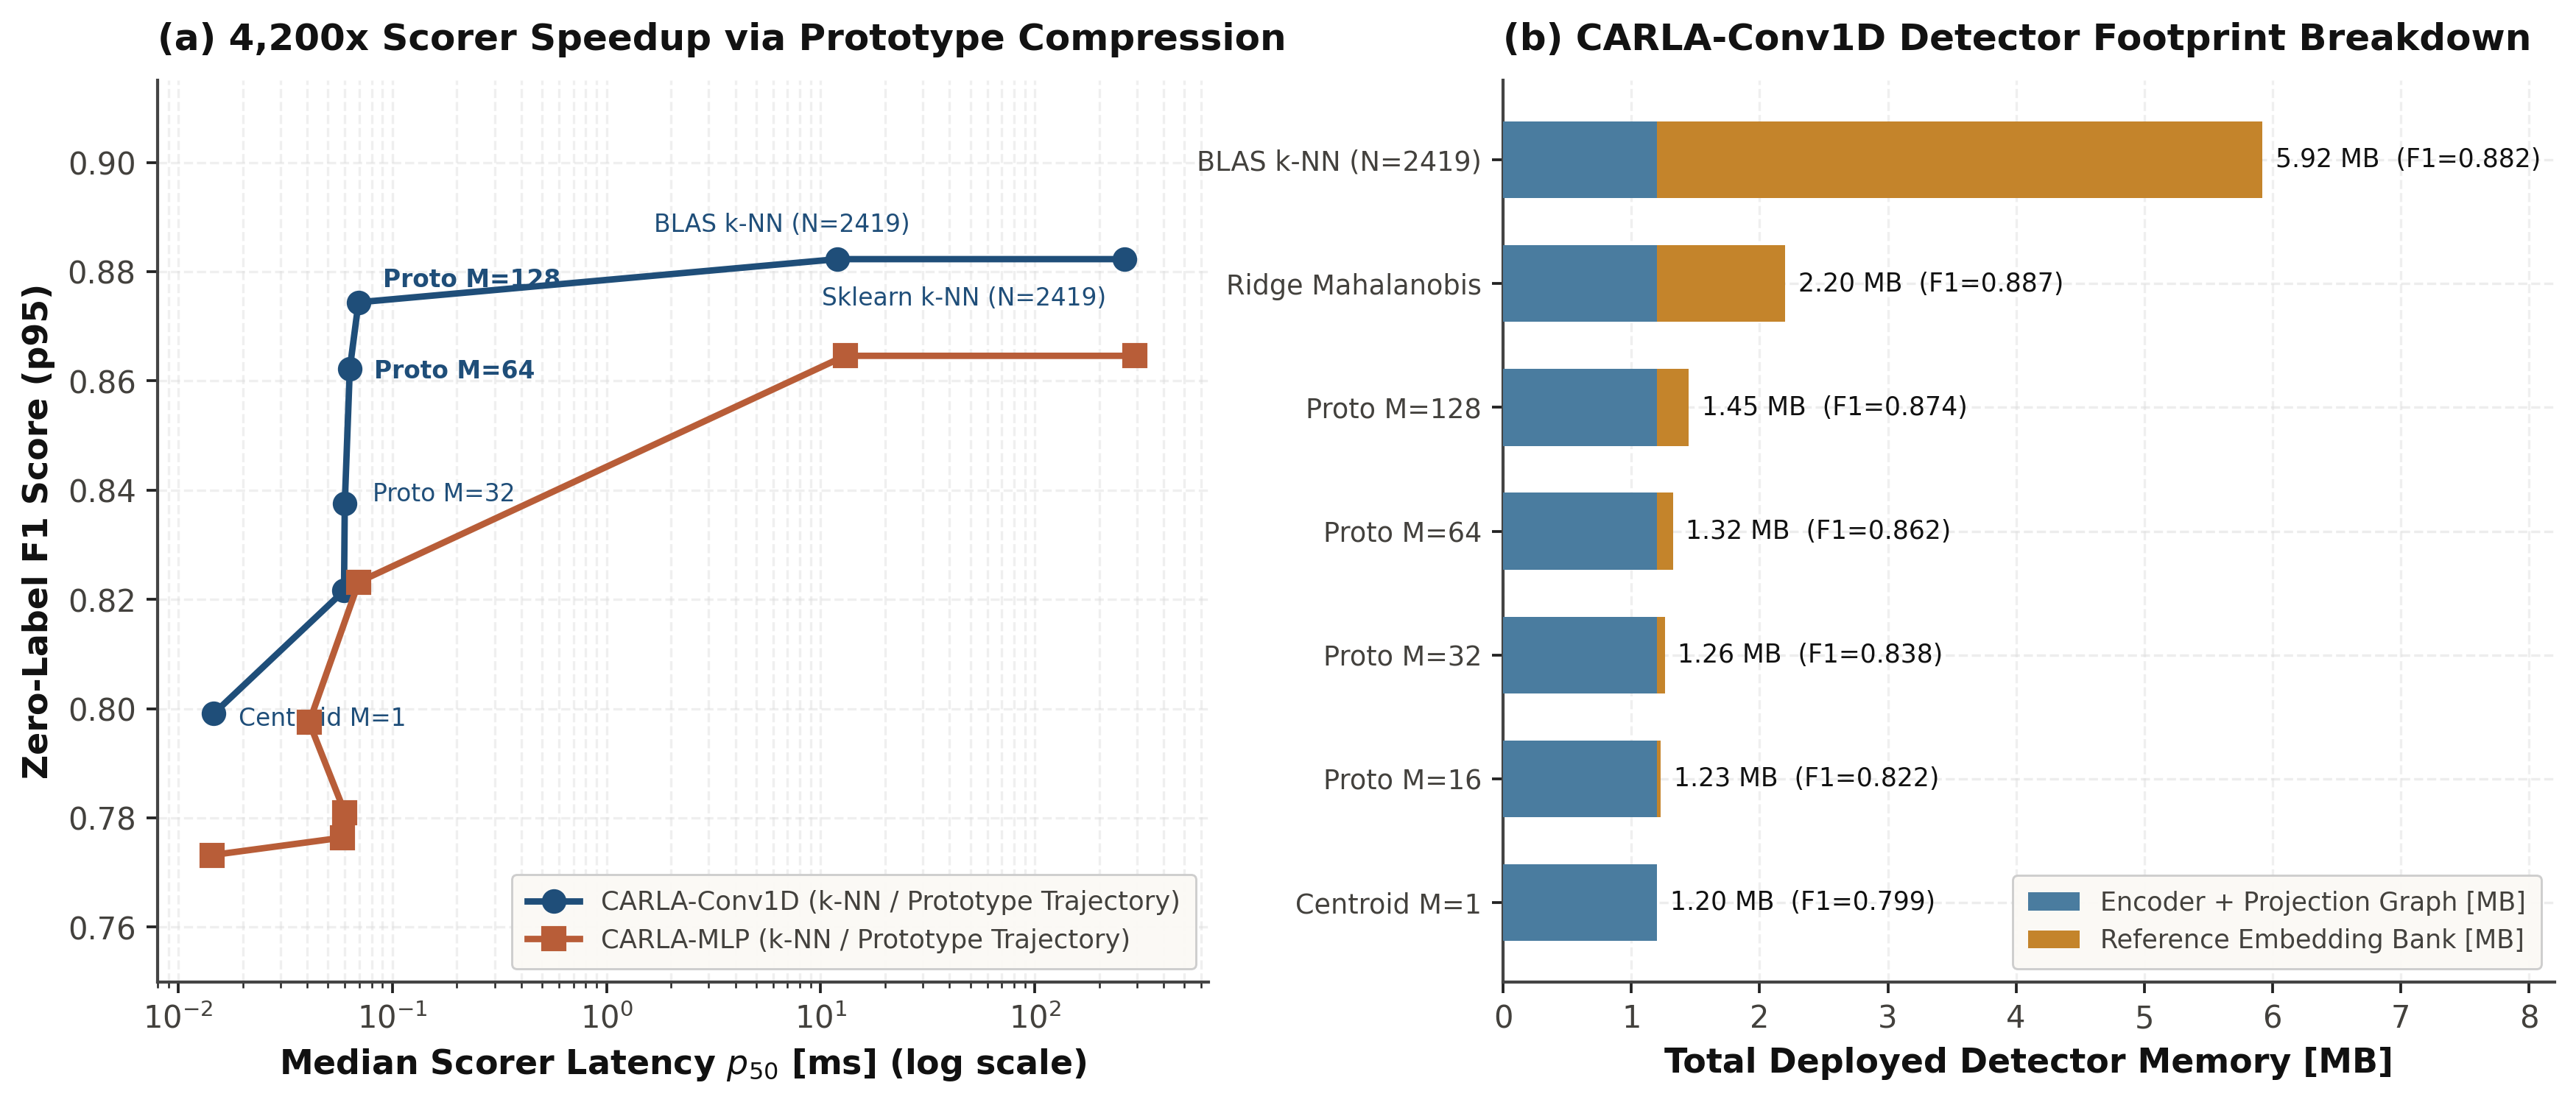 (a) 4,200x Scorer Speedup via Prototype Compression
Zero-Label F1 Score (p95)
0.90
0.88
0.86
0.84
0.82
0.80
0.78
0.76
BLAS k-NN (N=2419)
Proto M=128
Sklearn k-NN (N=2419)
Proto M=64
Proto M=32
Centroid M=1
CARLA-Conv1D (k-NN / Prototype Trajectory)
CARLA-MLP (k-NN / Prototype Trajectory)
10⁻² 10⁻¹ 10⁰ 10¹ 10²
Median Scorer Latency p₅₀ [ms] (log scale)
(b) CARLA-Conv1D Detector Footprint Breakdown
BLAS k-NN (N=2419) 5.92 MB (F1=0.882)
Ridge Mahalanobis 2.20 MB (F1=0.887)
Proto M=128 1.45 MB (F1=0.874)
Proto M=64 1.32 MB (F1=0.862)
Proto M=32 1.26 MB (F1=0.838)
Proto M=16 1.23 MB (F1=0.822)
Centroid M=1 1.20 MB (F1=0.799)
Encoder + Projection Graph [MB]
Reference Embedding Bank [MB]
0 1 2 3 4 5 6 7 8
Total Deployed Detector Memory [MB]